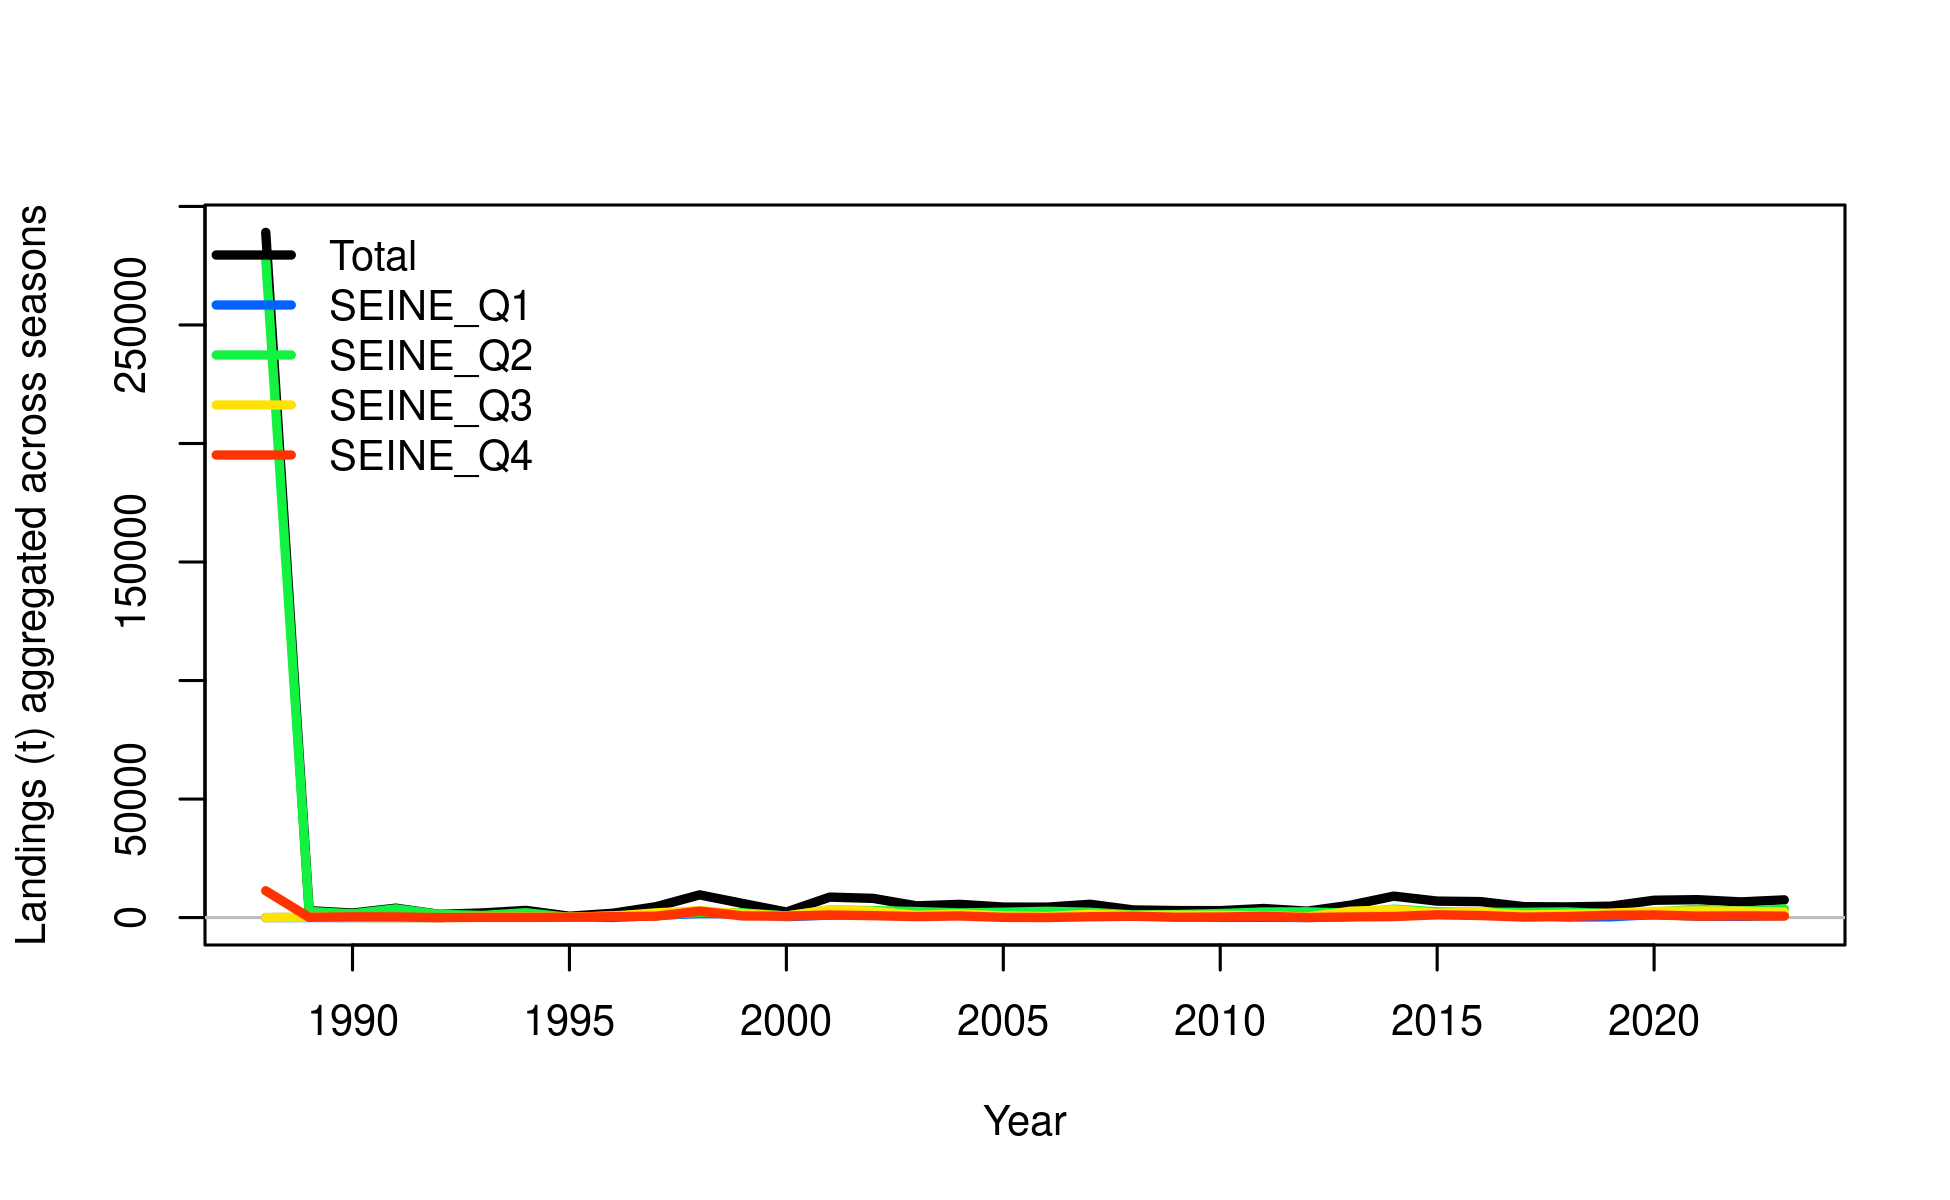 Landings (t) aggregated across seasons
250000
150000
50000
0
Total
SEINE_Q1
SEINE_Q2
SEINE_Q3
SEINE_Q4
1990 1995 2000 2005 2010 2015 2020
Year